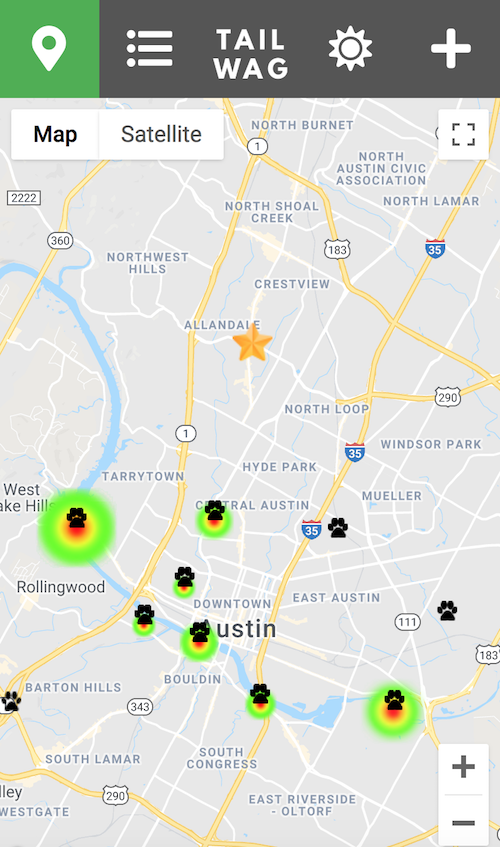 TAIL
WAG
Map
Satellite
NORTH BURNET
1
NORTH
AUSTIN CIVIC
ASSOCIATION
2222
NORTH LAMAR
NORTH SHOAL
CREEK
360
183
35
NORTHWEST
HILLS
CRESTVIEW
ALLANDALE
290
NORTH LOOP
1
35
WINDSOR PARK
HYDE PARK
TARRYTOWN
West
ake Hills
MUELLER
CENTRAL AUSTIN
35
Rollingwood
DOWNTOWN
EAST AUSTIN
111
ustin
183
BARTON HILLS
BOULDIN
343
SOUTH LAMAR
SOUTH
CONGRESS
lley
290
WESTGATE
EAST RIVERSIDE
- OLTORF